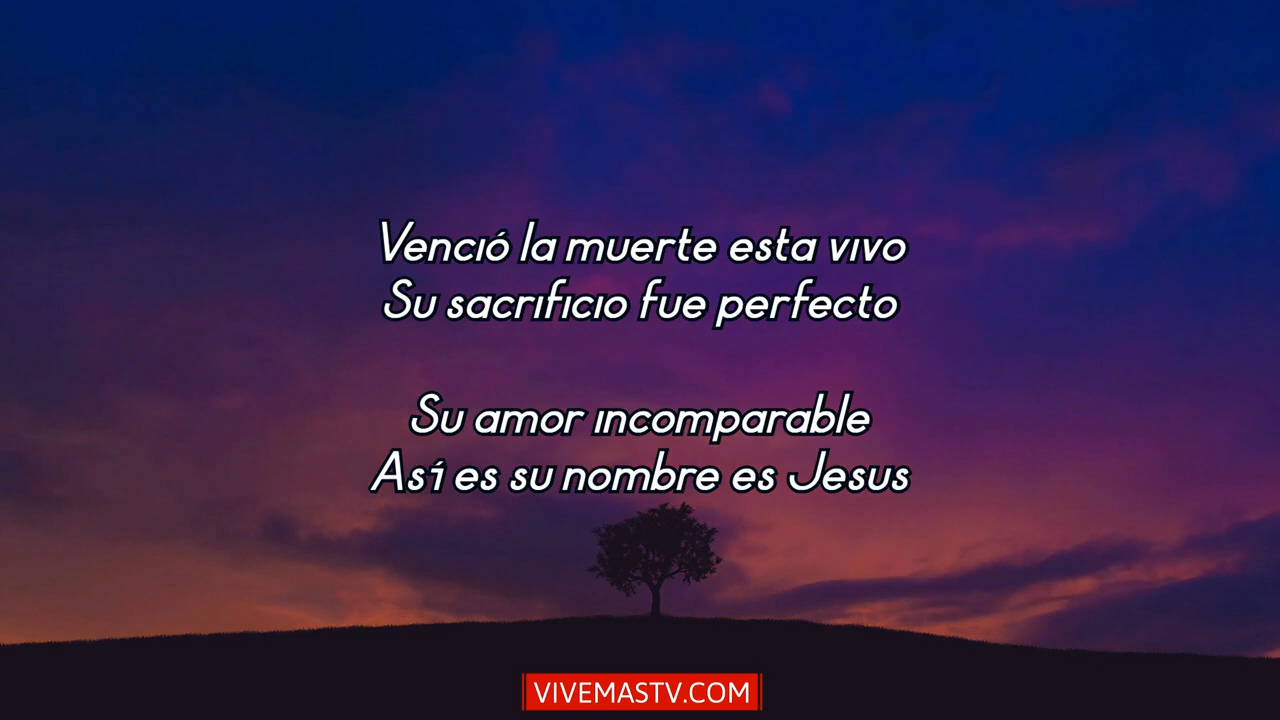 Venció la muerte esta vivo
Su sacrificio fue perfecto
Su amor incomparable
Así es su nombre es Jesus
VIVEMASTV.COM